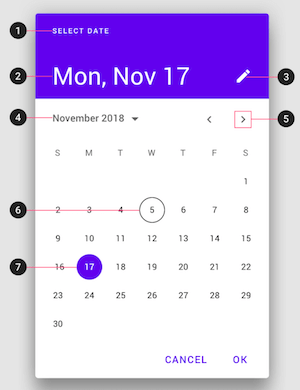 1 SELECT DATE
2 Mon, Nov 17 3
4 November 2018 5
S M T W T F S
1
6 2 3 4 5 6 7 8
9 10 11 12 13 14 15
7 16 17 18 19 20 21 22
23 24 25 26 27 28 29
30
CANCEL OK